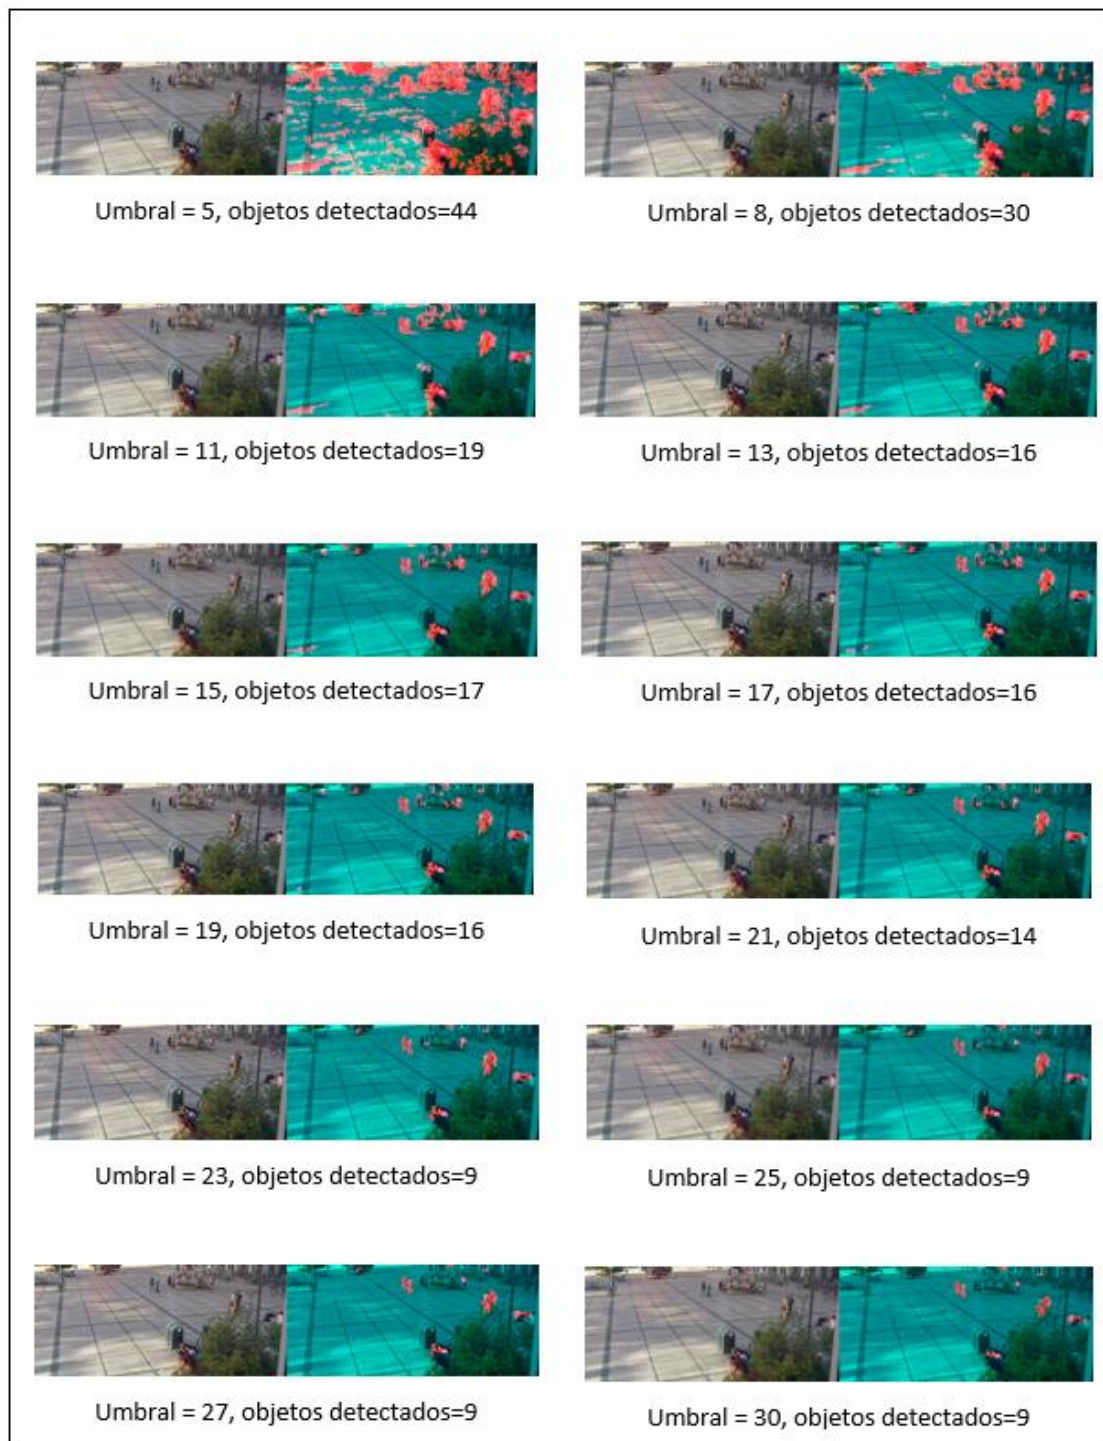 Umbral = 5, objetos detectados=44
Umbral = 8, objetos detectados=30
Umbral = 11, objetos detectados=19
Umbral = 13, objetos detectados=16
Umbral = 15, objetos detectados=17
Umbral = 17, objetos detectados=16
Umbral = 19, objetos detectados=16
Umbral = 21, objetos detectados=14
Umbral = 23, objetos detectados=9
Umbral = 25, objetos detectados=9
Umbral = 27, objetos detectados=9
Umbral = 30, objetos detectados=9